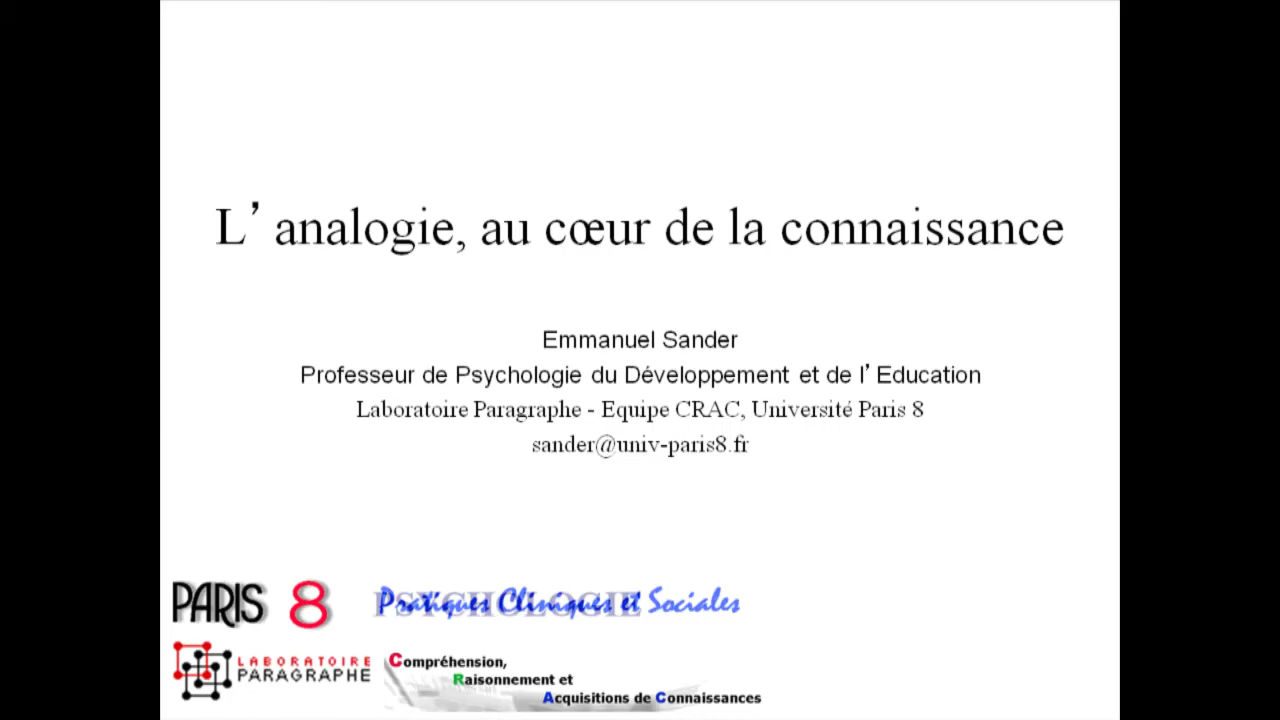 L’ analogie, au cœur de la connaissance
Emmanuel Sander
Professeur de Psychologie du Développement et de l’ Education
Laboratoire Paragraphe - Equipe CRAC, Université Paris 8
sander@univ-paris8.fr
PARIS 8
PSYCHOLOGIE
Pratiques Cliniques et Sociales
LABORATOIRE
PARAGRAPHE
Compréhension,
Raisonnement et
Acquisitions de Connaissances